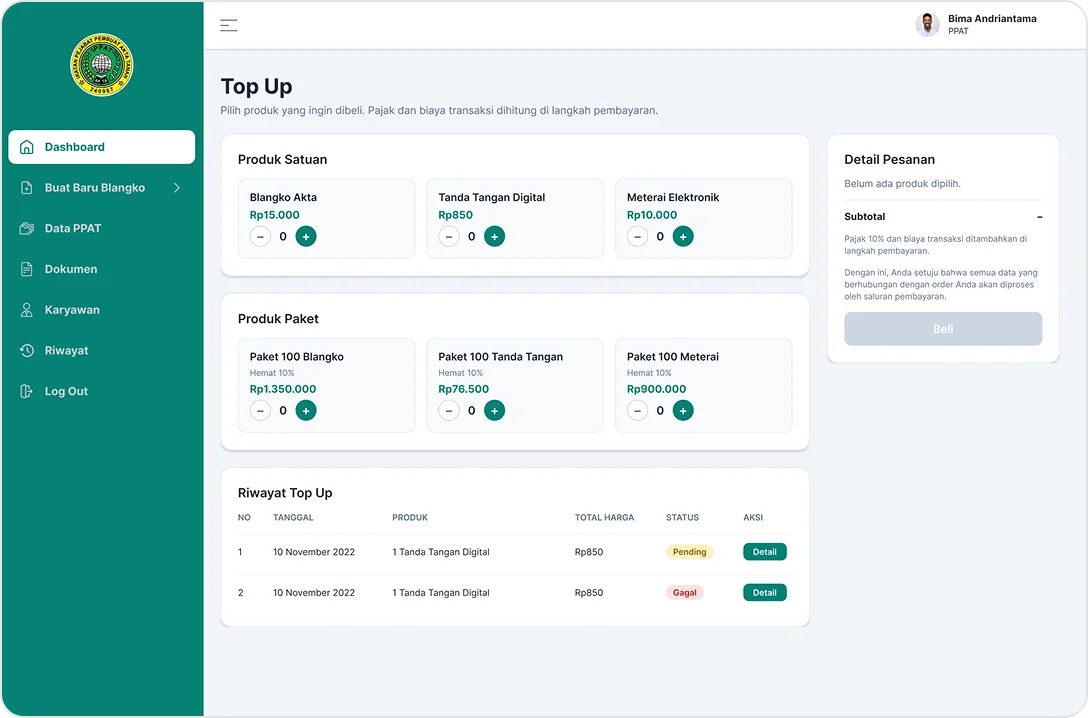 IKATAN PEJABAT PEMBUAT AKTA TANAH
IPPAT
240987
Bima Andriantama
PPAT
Dashboard
Buat Baru Blangko
Data PPAT
Dokumen
Karyawan
Riwayat
Log Out
Top Up
Pilih produk yang ingin dibeli. Pajak dan biaya transaksi dihitung di langkah pembayaran.
Produk Satuan
Blangko Akta
Rp15.000
− 0 +
Tanda Tangan Digital
Rp850
− 0 +
Meterai Elektronik
Rp10.000
− 0 +
Produk Paket
Paket 100 Blangko
Hemat 10%
Rp1.350.000
− 0 +
Paket 100 Tanda Tangan
Hemat 10%
Rp76.500
− 0 +
Paket 100 Meterai
Hemat 10%
Rp900.000
− 0 +
Riwayat Top Up
NO TANGGAL PRODUK TOTAL HARGA STATUS AKSI
1 10 November 2022 1 Tanda Tangan Digital Rp850 Pending Detail
2 10 November 2022 1 Tanda Tangan Digital Rp850 Gagal Detail
Detail Pesanan
Belum ada produk dipilih.
Subtotal –
Pajak 10% dan biaya transaksi ditambahkan di
langkah pembayaran.
Dengan ini, Anda setuju bahwa semua data yang
berhubungan dengan order Anda akan diproses
oleh saluran pembayaran.
Beli